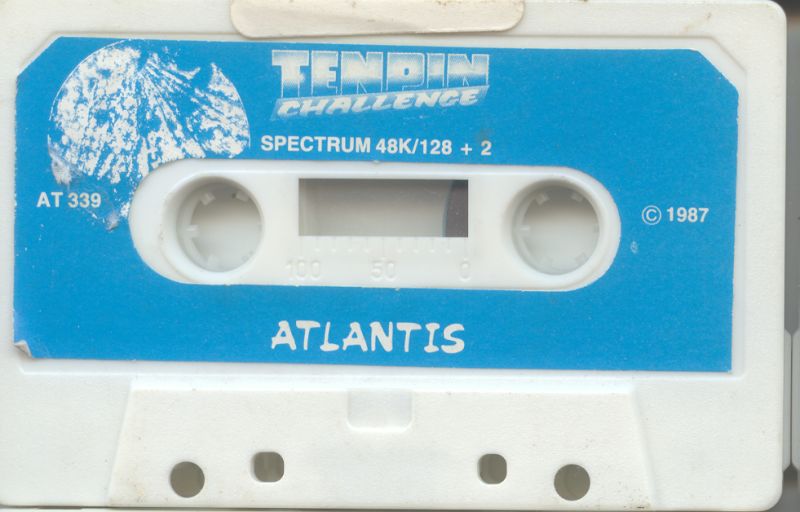 TENPIN
CHALLENGE
SPECTRUM 48K/128 + 2
AT 339
© 1987
100 50 0
ATLANTIS